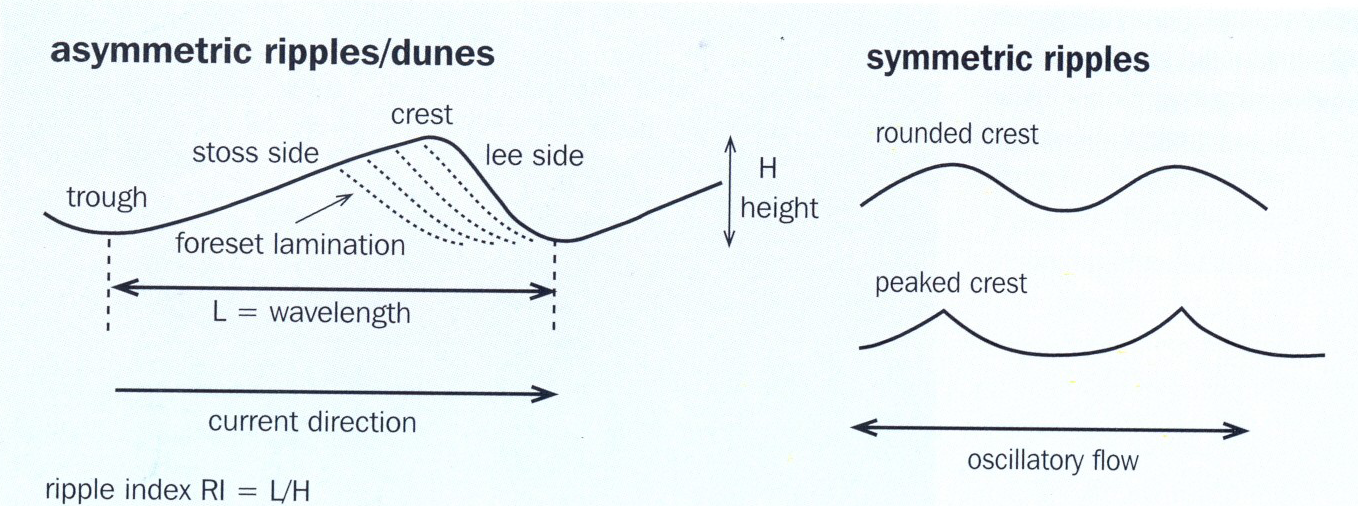 asymmetric ripples/dunes
crest
stoss side
lee side
trough
foreset lamination
H
height
L = wavelength
current direction
ripple index RI = L/H
symmetric ripples
rounded crest
peaked crest
oscillatory flow